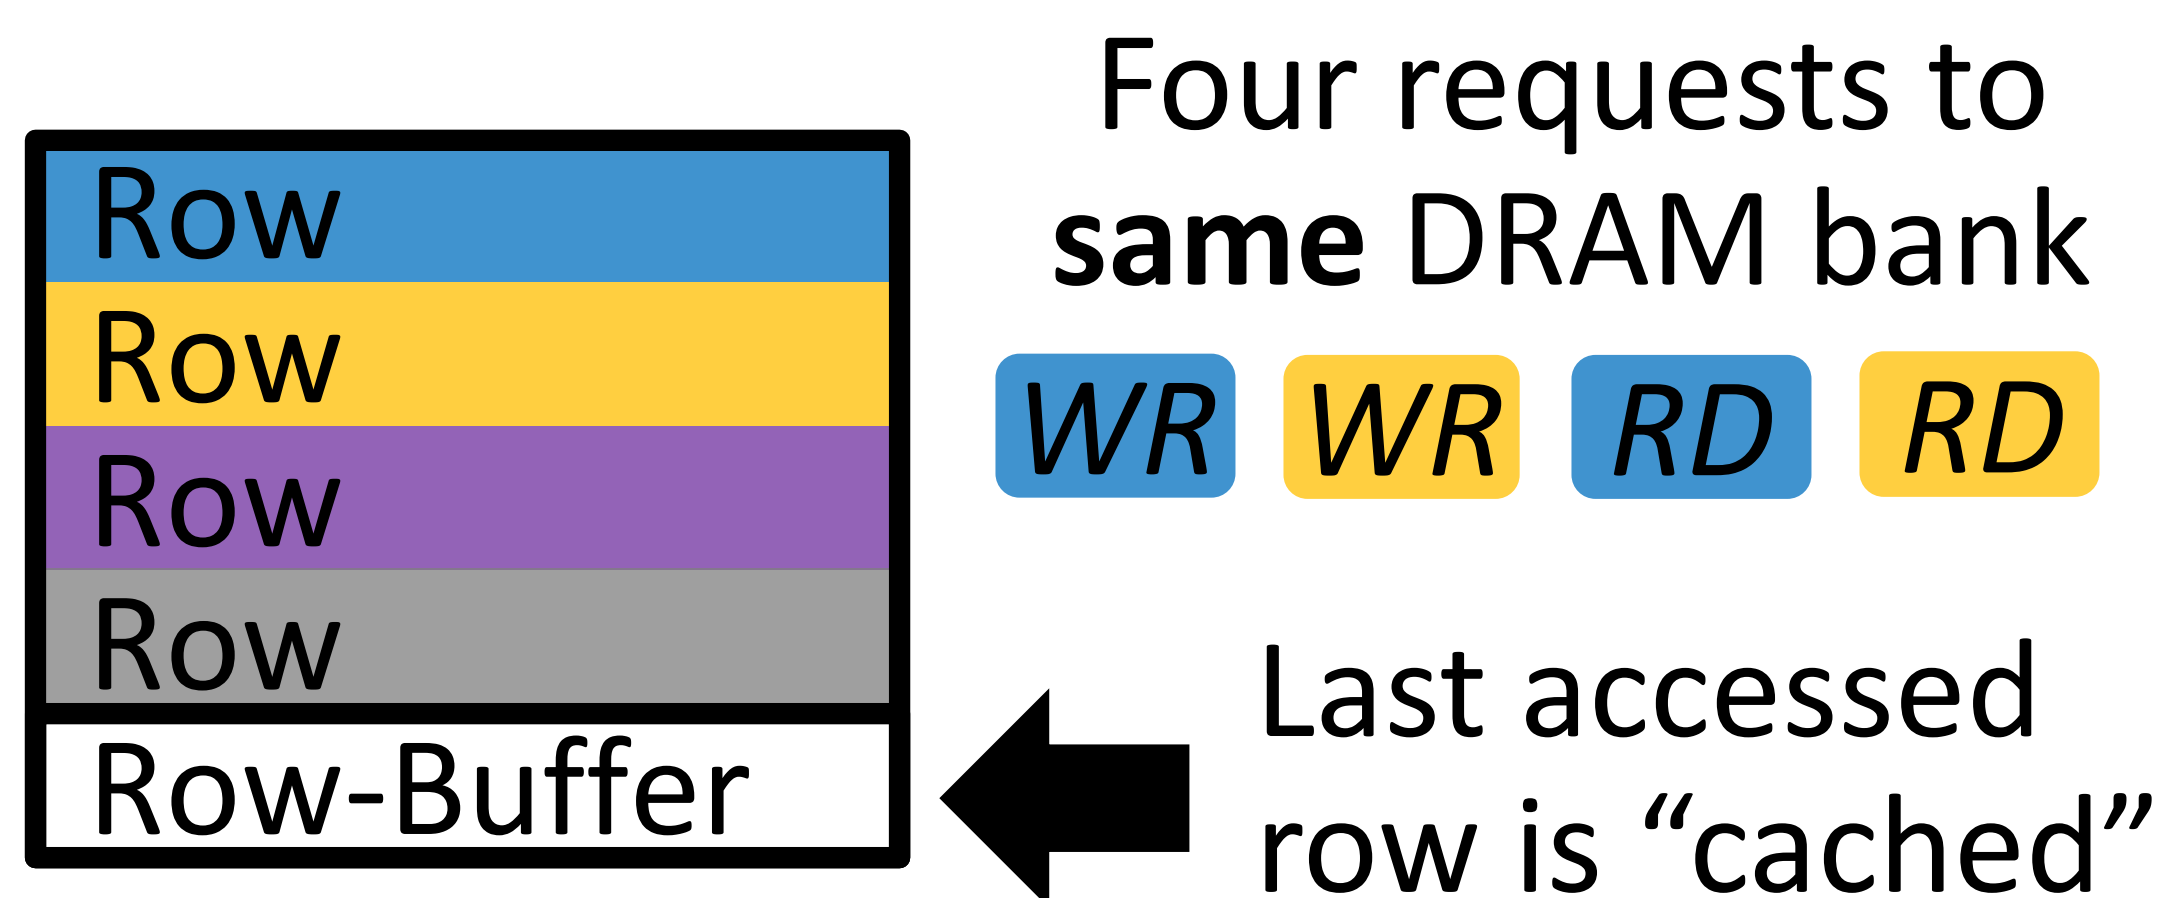 Four requests to
same DRAM bank
WR WR RD RD
Row
Row
Row
Row
Row-Buffer
Last accessed
row is “cached”